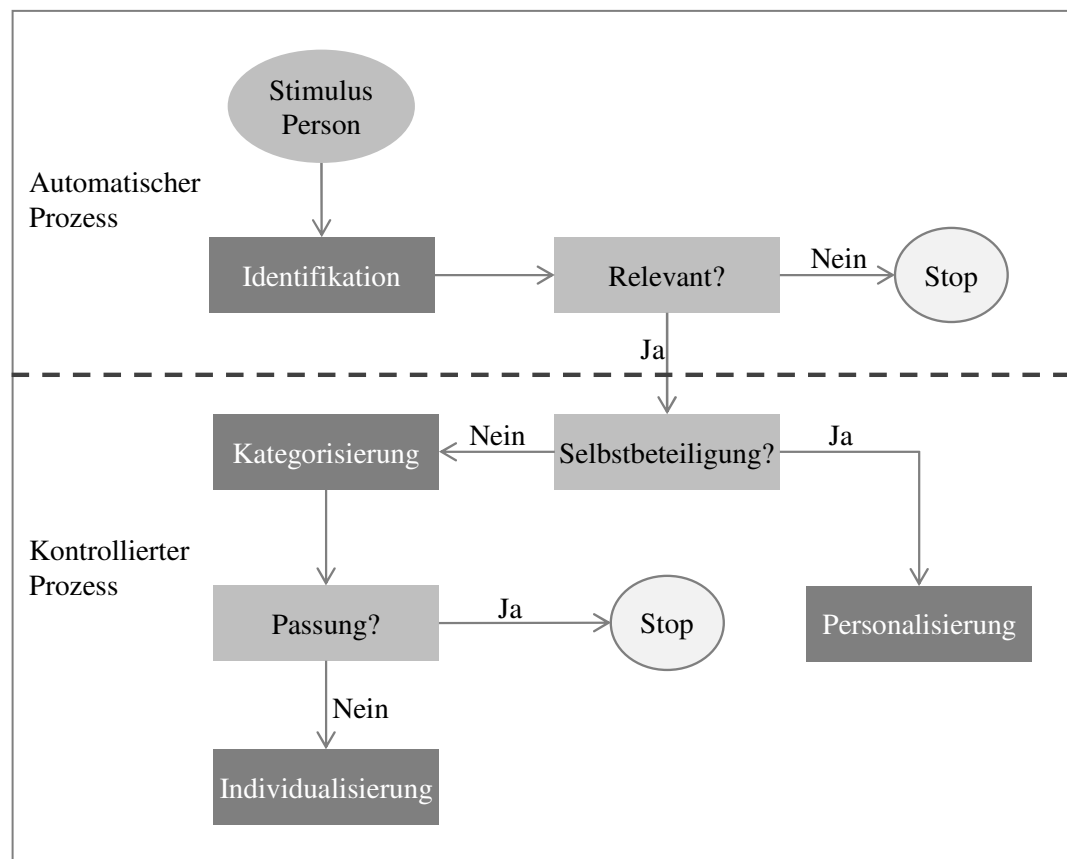 Stimulus
Person
Automatischer
Prozess
Identifikation
Relevant?
Nein
Stop
Ja
Kategorisierung
Nein
Selbstbeteiligung?
Ja
Kontrollierter
Prozess
Passung?
Ja
Stop
Personalisierung
Nein
Individualisierung